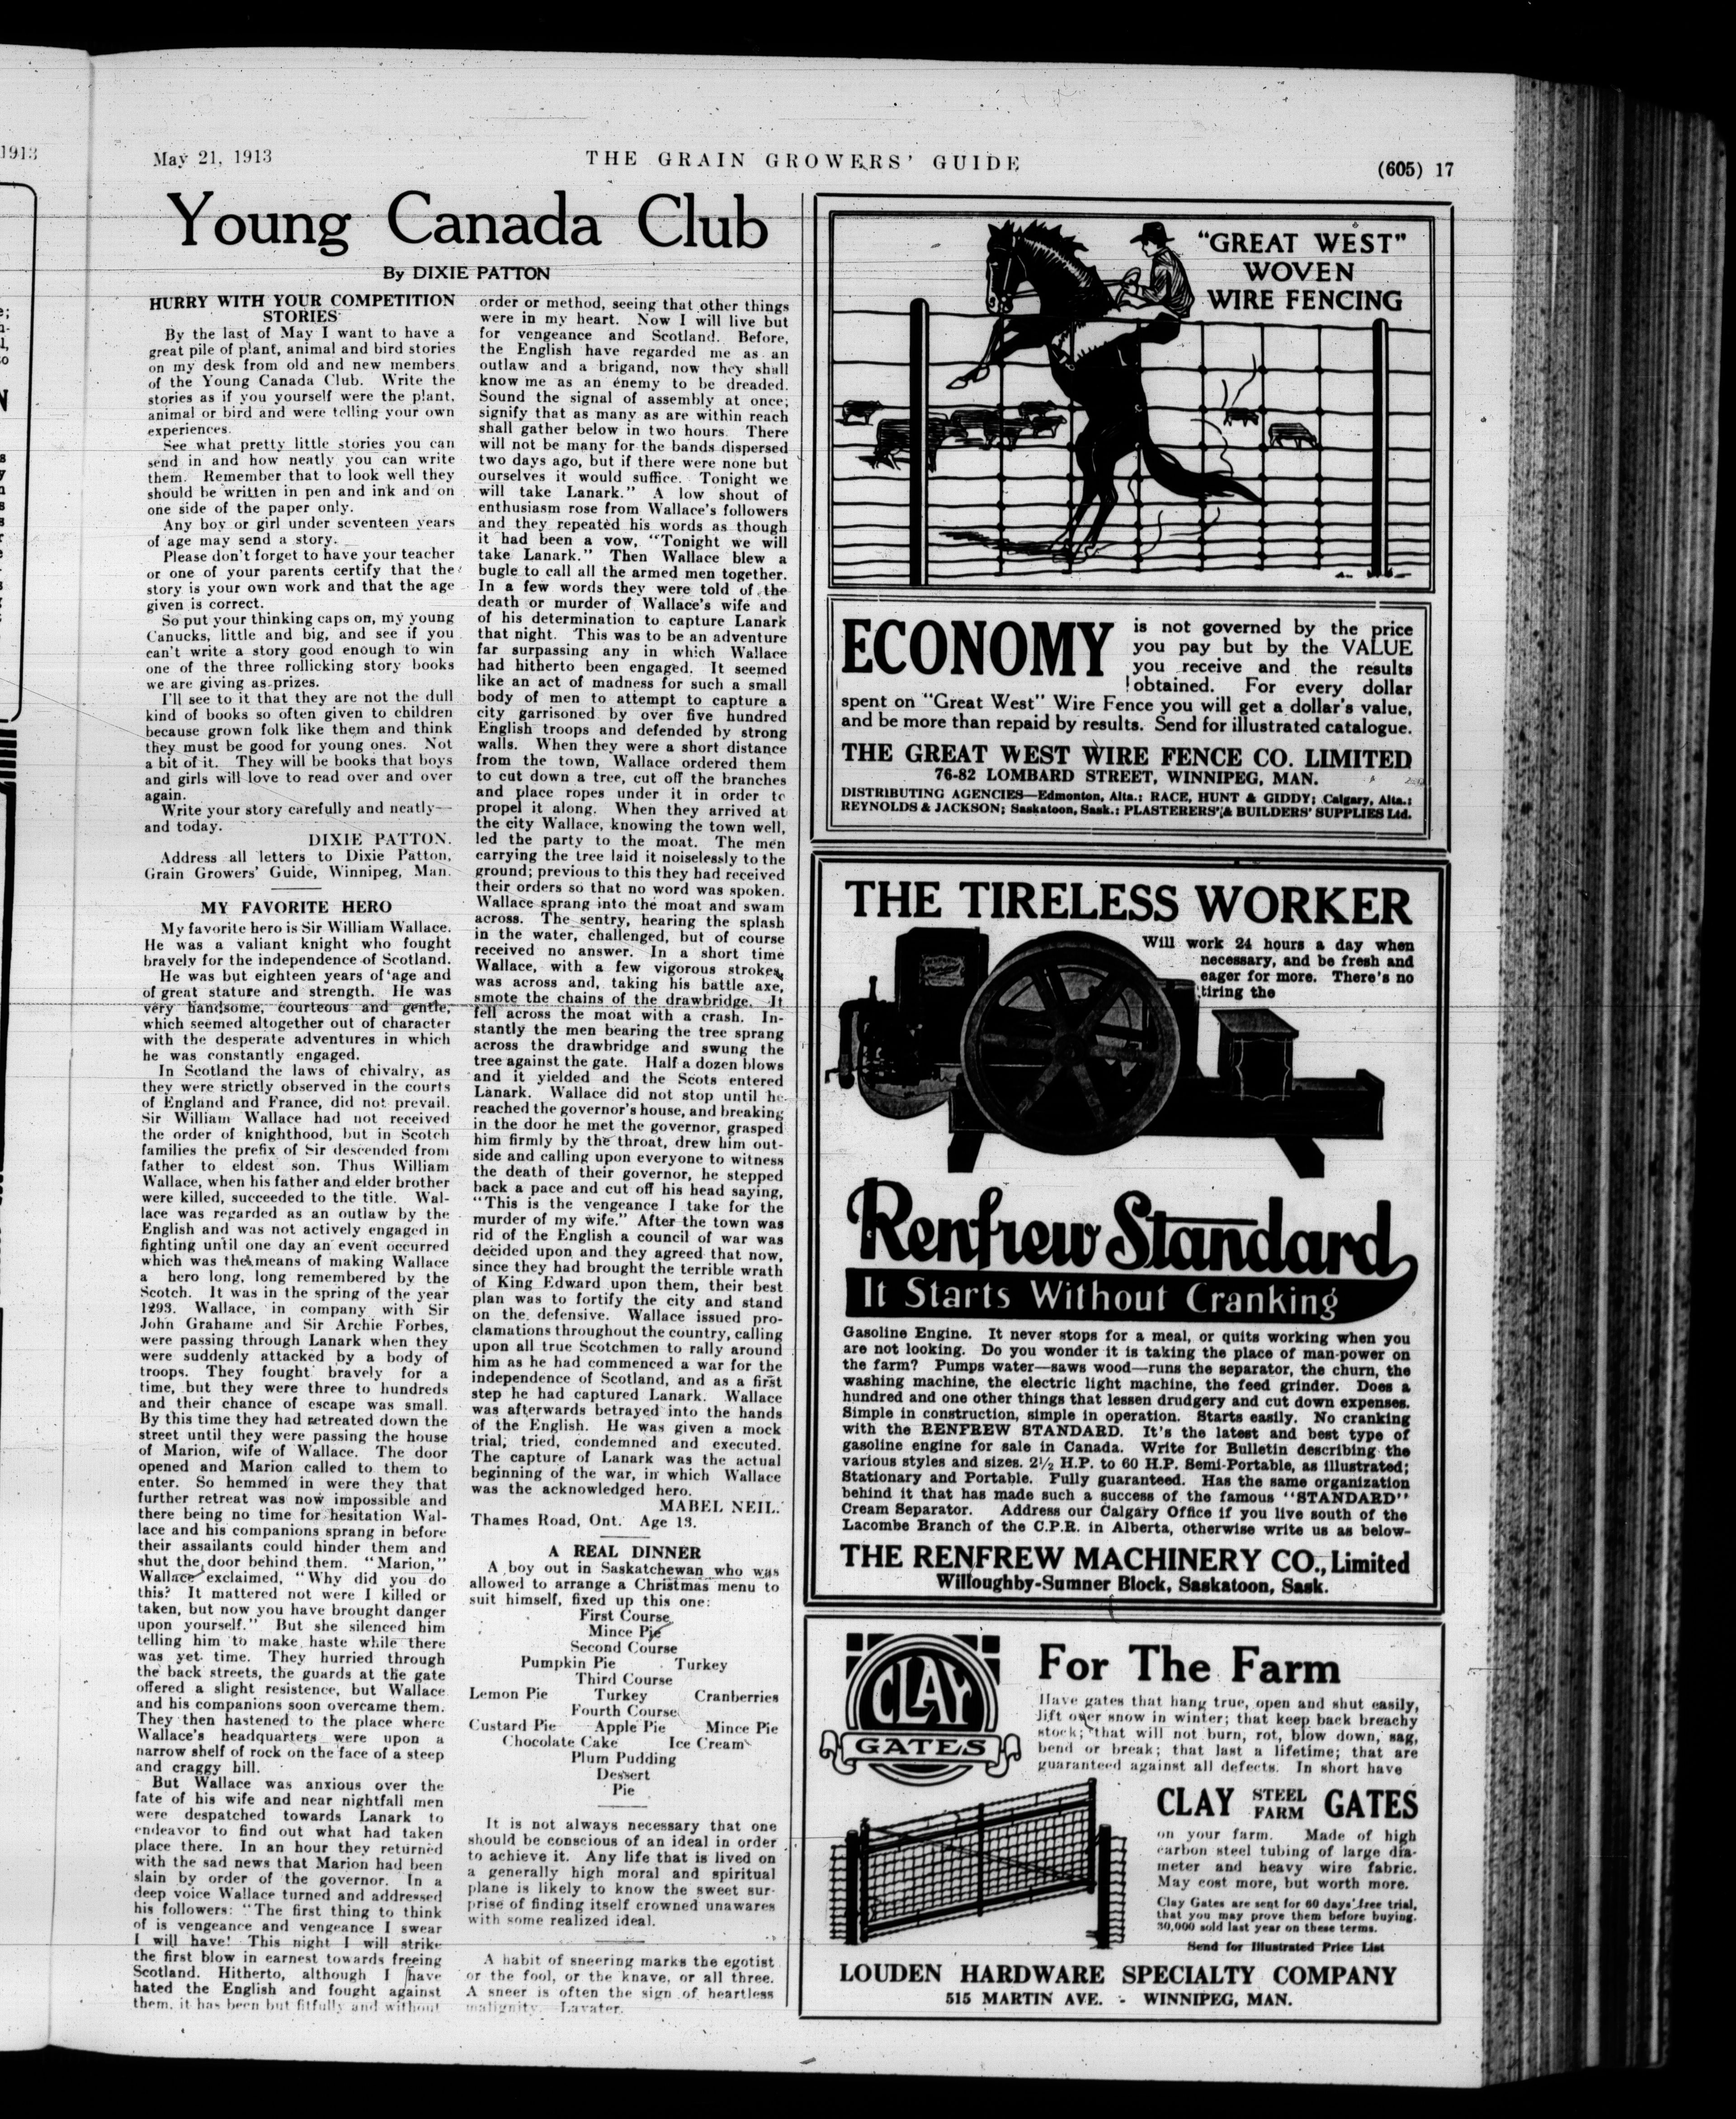 1913
May 21, 1913
THE GRAIN GROWERS' GUIDE
(605) 17
Young Canada Club
By DIXIE PATTON
HURRY WITH YOUR COMPETITION
STORIES
By the last of May I want to have a
great pile of plant, animal and bird stories
on my desk from old and new members
of the Young Canada Club. Write the
stories as if you yourself were the plant,
animal or bird and were telling your own
experiences.
See what pretty little stories you can
send in and how neatly you can write
them. Remember that to look well they
should be written in pen and ink and on
one side of the paper only.
Any boy or girl under seventeen years
of age may send a story.
Please don't forget to have your teacher
or one of your parents certify that the
story is your own work and that the age
given is correct.
So put your thinking caps on, my young
Canucks, little and big, and see if you
can't write a story good enough to win
one of the three rollicking story books
we are giving as prizes.
I'll see to it that they are not the dull
kind of books so often given to children
because grown folk like them and think
they must be good for young ones. Not
a bit of it. They will be books that boys
and girls will love to read over and over
again.
Write your story carefully and neatly—
and today.
DIXIE PATTON.
Address all letters to Dixie Patton,
Grain Growers' Guide, Winnipeg, Man.
MY FAVORITE HERO
My favorite hero is Sir William Wallace.
He was a valiant knight who fought
bravely for the independence of Scotland.
He was but eighteen years of age and
of great stature and strength. He was
very handsome, courteous and gentle,
which seemed altogether out of character
with the desperate adventures in which
he was constantly engaged.
In Scotland the laws of chivalry, as
they were strictly observed in the courts
of England and France, did not prevail.
Sir William Wallace had not received
the order of knighthood, but in Scotch
families the prefix of Sir descended from
father to eldest son. Thus William
Wallace, when his father and elder brother
were killed, succeeded to the title. Wal-
lace was regarded as an outlaw by the
English and was not actively engaged in
fighting until one day an event occurred
which was the means of making Wallace
a hero long, long remembered by the
Scotch. It was in the spring of the year
1293. Wallace, in company with Sir
John Grahame and Sir Archie Forbes,
were passing through Lanark when they
were suddenly attacked by a body of
troops. They fought bravely for a
time, but they were three to hundreds
and their chance of escape was small.
By this time they had retreated down the
street until they were passing the house
of Marion, wife of Wallace. The door
opened and Marion called to them to
enter. So hemmed in were they that
further retreat was now impossible and
there being no time for hesitation Wal-
lace and his companions sprang in before
their assailants could hinder them and
shut the door behind them. "Marion,"
Wallace exclaimed, "Why did you do
this? It mattered not were I killed or
taken, but now you have brought danger
upon yourself." But she silenced him
telling him to make haste while there
was yet time. They hurried through
the back streets, the guards at the gate
offered a slight resistence, but Wallace
and his companions soon overcame them.
They then hastened to the place where
Wallace's headquarters were upon a
narrow shelf of rock on the face of a steep
and craggy hill.
But Wallace was anxious over the
fate of his wife and near nightfall men
were despatched towards Lanark to
endeavor to find out what had taken
place there. In an hour they returned
with the sad news that Marion had been
slain by order of the governor. In a
deep voice Wallace turned and addressed
his followers: "The first thing to think
of is vengeance and vengeance I swear
I will have! This night I will strike
the first blow in earnest towards freeing
Scotland. Hitherto, although I have
hated the English and fought against
them, it has been but fitfully and without
order or method, seeing that other things
were in my heart. Now I will live but
for vengeance and Scotland. Before,
the English have regarded me as an
outlaw and a brigand, now they shall
know me as an enemy to be dreaded.
Sound the signal of assembly at once;
signify that as many as are within reach
shall gather below in two hours. There
will not be many for the bands dispersed
two days ago, but if there were none but
ourselves it would suffice. Tonight we
will take Lanark." A low shout of
enthusiasm rose from Wallace's followers
and they repeated his words as though
it had been a vow, "Tonight we will
take Lanark." Then Wallace blew a
bugle to call all the armed men together.
In a few words they were told of the
death or murder of Wallace's wife and
of his determination to capture Lanark
that night. This was to be an adventure
far surpassing any in which Wallace
had hitherto been engaged. It seemed
like an act of madness for such a small
body of men to attempt to capture a
city garrisoned by over five hundred
English troops and defended by strong
walls. When they were a short distance
from the town, Wallace ordered them
to cut down a tree, cut off the branches
and place ropes under it in order to
propel it along. When they arrived at
the city Wallace, knowing the town well,
led the party to the moat. The men
carrying the tree laid it noiselessly to the
ground; previous to this they had received
their orders so that no word was spoken.
Wallace sprang into the moat and swam
across. The sentry, hearing the splash
in the water, challenged, but of course
received no answer. In a short time
Wallace, with a few vigorous strokes,
was across and, taking his battle axe,
smote the chains of the drawbridge. It
fell across the moat with a crash. In-
stantly the men bearing the tree sprang
across the drawbridge and swung the
tree against the gate. Half a dozen blows
and it yielded and the Scots entered
Lanark. Wallace did not stop until he
reached the governor's house, and breaking
in the door he met the governor, grasped
him firmly by the throat, drew him out-
side and calling upon everyone to witness
the death of their governor, he stepped
back a pace and cut off his head saying,
"This is the vengeance I take for the
murder of my wife." After the town was
rid of the English a council of war was
decided upon and they agreed that now,
since they had brought the terrible wrath
of King Edward upon them, their best
plan was to fortify the city and stand
on the defensive. Wallace issued pro-
clamations throughout the country, calling
upon all true Scotchmen to rally around
him as he had commenced a war for the
independence of Scotland, and as a first
step he had captured Lanark. Wallace
was afterwards betrayed into the hands
of the English. He was given a mock
trial; tried, condemned and executed.
The capture of Lanark was the actual
beginning of the war, in which Wallace
was the acknowledged hero.
MABEL NEIL.
Thames Road, Ont. Age 13.
A REAL DINNER
A boy out in Saskatchewan who was
allowed to arrange a Christmas menu to
suit himself, fixed up this one:
First Course
Mince Pie
Second Course
Pumpkin Pie Turkey
Third Course
Lemon Pie Turkey Cranberries
Fourth Course
Custard Pie Apple Pie Mince Pie
Chocolate Cake Ice Cream
Plum Pudding
Dessert
Pie
It is not always necessary that one
should be conscious of an ideal in order
to achieve it. Any life that is lived on
a generally high moral and spiritual
plane is likely to know the sweet sur-
prise of finding itself crowned unawares
with some realized ideal.
A habit of sneering marks the egotist
or the fool, or the knave, or all three.
A sneer is often the sign of heartless
malignity. Lavater.
"GREAT WEST"
WOVEN
WIRE FENCING
ECONOMY is not governed by the price
you pay but by the VALUE
you receive and the results
obtained. For every dollar
spent on "Great West" Wire Fence you will get a dollar's value,
and be more than repaid by results. Send for illustrated catalogue.
THE GREAT WEST WIRE FENCE CO. LIMITED
76-82 LOMBARD STREET, WINNIPEG, MAN.
DISTRIBUTING AGENCIES—Edmonton, Alta.: RACE, HUNT & GIDDY; Calgary, Alta.:
REYNOLDS & JACKSON; Saskatoon, Sask.: PLASTERERS' & BUILDERS' SUPPLIES Ltd.
THE TIRELESS WORKER
Will work 24 hours a day when
necessary, and be fresh and
eager for more. There's no
tiring the
Renfrew Standard
It Starts Without Cranking
Gasoline Engine. It never stops for a meal, or quits working when you
are not looking. Do you wonder it is taking the place of man-power on
the farm? Pumps water—saws wood—runs the separator, the churn, the
washing machine, the electric light machine, the feed grinder. Does a
hundred and one other things that lessen drudgery and cut down expenses.
Simple in construction, simple in operation. Starts easily. No cranking
with the RENFREW STANDARD. It's the latest and best type of
gasoline engine for sale in Canada. Write for Bulletin describing the
various styles and sizes. 2½ H.P. to 60 H.P. Semi-Portable, as illustrated;
Stationary and Portable. Fully guaranteed. Has the same organization
behind it that has made such a success of the famous "STANDARD"
Cream Separator. Address our Calgary Office if you live south of the
Lacombe Branch of the C.P.R. in Alberta, otherwise write us as below-
THE RENFREW MACHINERY CO., Limited
Willoughby-Sumner Block, Saskatoon, Sask.
CLAY
GATES
For The Farm
Have gates that hang true, open and shut easily,
lift over snow in winter; that keep back breachy
stock; that will not burn, rot, blow down, sag,
bend or break; that last a lifetime; that are
guaranteed against all defects. In short have
CLAY STEEL FARM GATES
on your farm. Made of high
carbon steel tubing of large dia-
meter and heavy wire fabric.
May cost more, but worth more.
Clay Gates are sent for 60 days' free trial,
that you may prove them before buying.
30,000 sold last year on these terms.
Send for Illustrated Price List
LOUDEN HARDWARE SPECIALTY COMPANY
515 MARTIN AVE. - WINNIPEG, MAN.